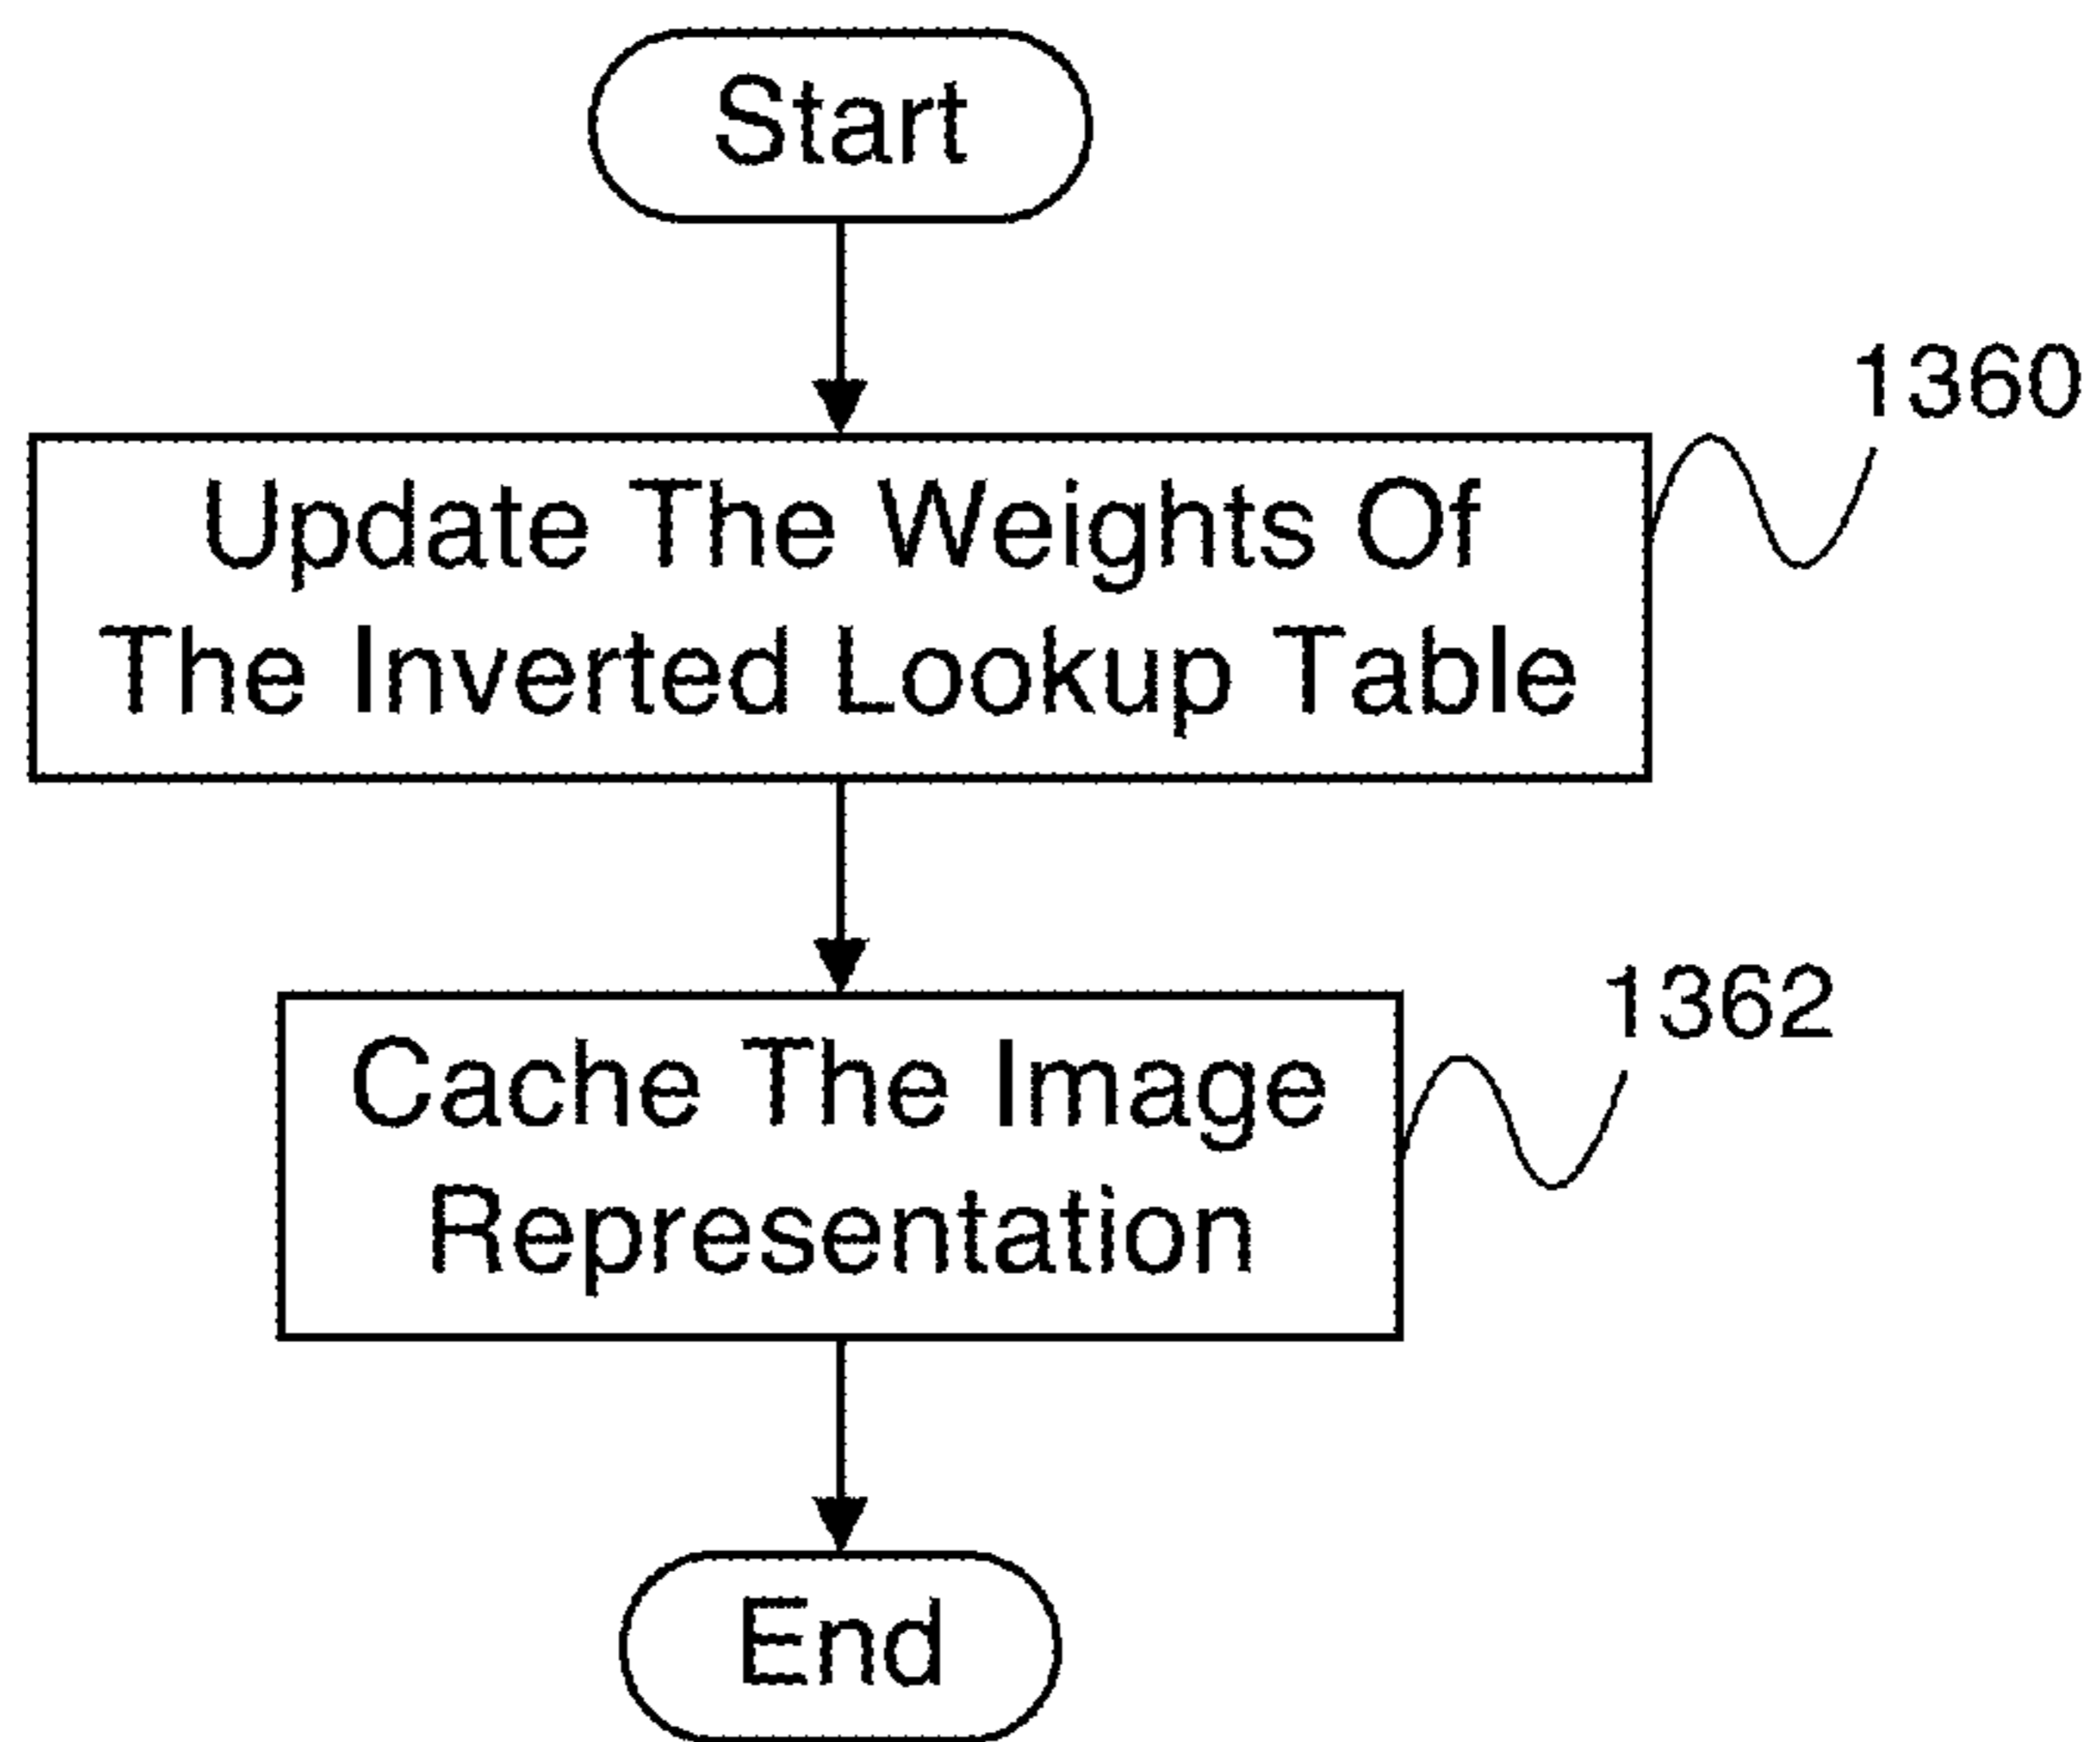 Start
1360
Update The Weights Of
The Inverted Lookup Table
1362
Cache The Image
Representation
End